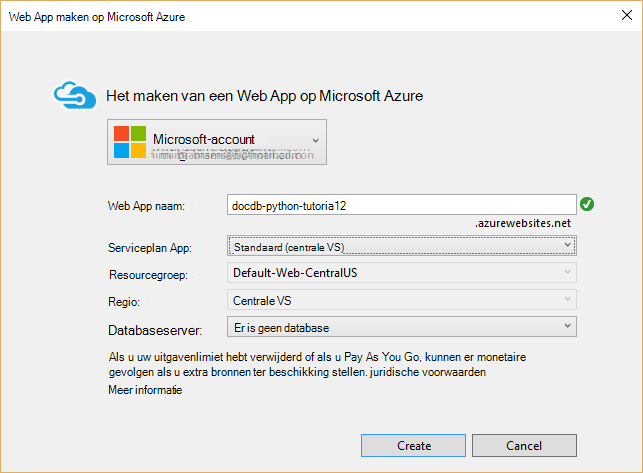 Web App maken op Microsoft Azure
Het maken van een Web App op Microsoft Azure
Microsoft-account
Web App naam: docdb-python-tutoria12
.azurewebsites.net
Serviceplan App: Standaard (centrale VS)
Resourcegroep: Default-Web-CentralUS
Regio: Centrale VS
Databaseserver: Er is geen database
Als u uw uitgavenlimiet hebt verwijderd of als u Pay As You Go, kunnen er monetaire
gevolgen als u extra bronnen ter beschikking stellen. juridische voorwaarden
Meer informatie
Create Cancel